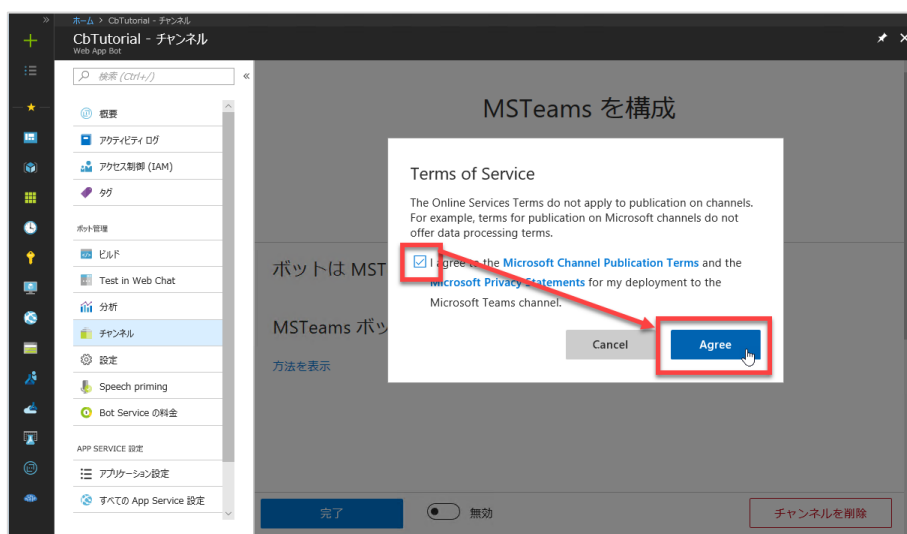 ホーム > CbTutorial - チャンネル
CbTutorial - チャンネル
Web App Bot
検索 (Ctrl+/)
概要
アクティビティ ログ
アクセス制御 (IAM)
タグ
ボット管理
ビルド
Test in Web Chat
分析
チャンネル
設定
Speech priming
Bot Service の料金
APP SERVICE 設定
アプリケーション設定
すべての App Service 設定
MSTeams を構成
ボットは MST
MSTeams ボッ
方法を表示
Terms of Service
The Online Services Terms do not apply to publication on channels.
For example, terms for publication on Microsoft channels do not
offer data processing terms.
I agree to the Microsoft Channel Publication Terms and the
Microsoft Privacy Statements for my deployment to the
Microsoft Teams channel.
Cancel
Agree
完了
無効
チャンネルを削除